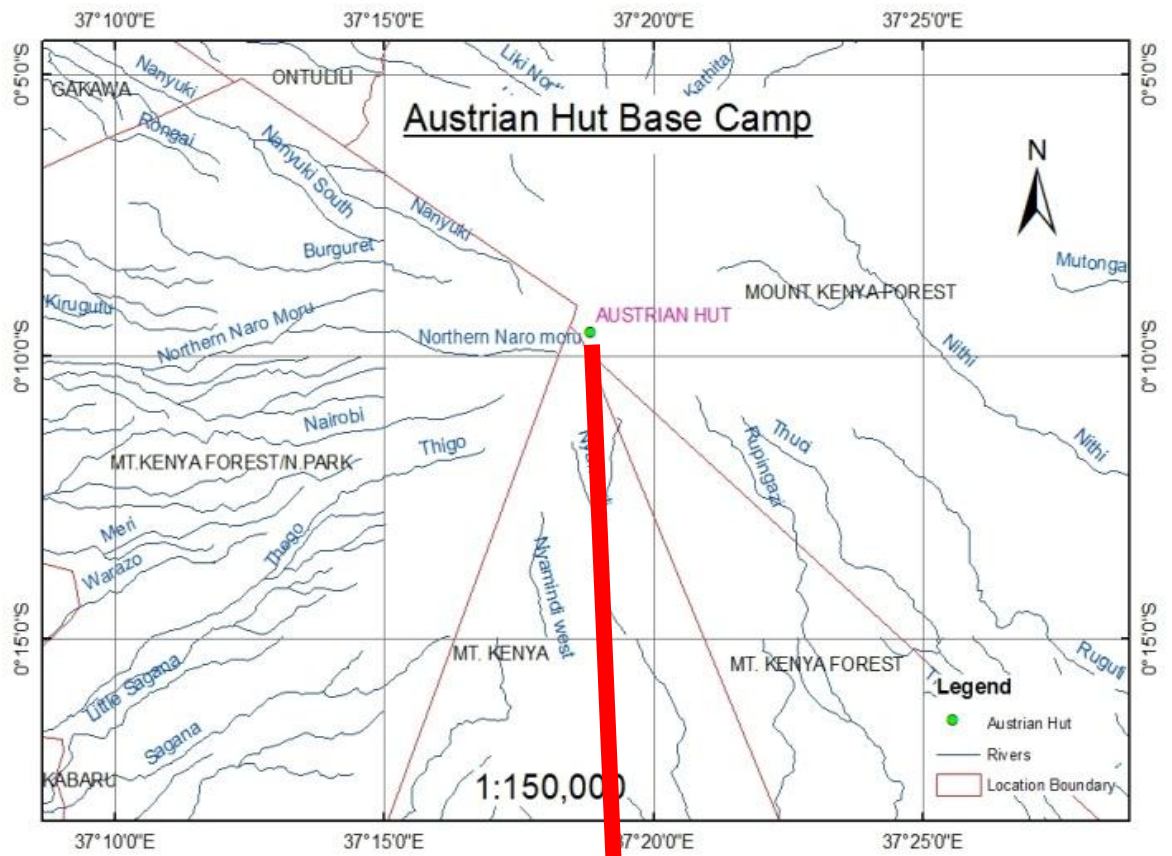 37°10'0"E
37°15'0"E
37°20'0"E
37°25'0"E
0°5'0"S
0°5'0"S
Nanyuki
ONTULILI
Liki
Kathita
GAKAWA
Austrian Hut Base Camp
Rongai
Nanyuki South
N
Nanyuki
Burguret
Mutonga
MOUNT KENYA FOREST
Kirugutu
AUSTRIAN HUT
Northern Naro Moru
Northern Naro moru
0°10'0"S
0°10'0"S
Nithi
Nairobi
Thigo
Thuci
Nithi
MT.KENYA FOREST/N.PARK
Rupingazi
Meri
Thego
Warazo
Nyamindi west
0°15'0"S
0°15'0"S
MT. KENYA
MT. KENYA FOREST
Ruguti
Little Sagana
Legend
Austrian Hut
Sagana
Rivers
KABARU
1:150,000
Location Boundary
37°10'0"E
37°15'0"E
37°20'0"E
37°25'0"E